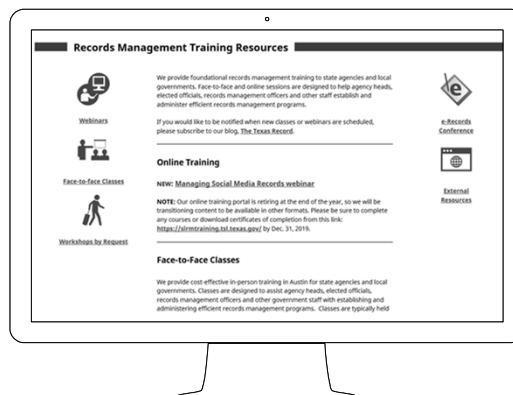 Records Management Training Resources
We provide foundational records management training to state agencies and local
governments. Face-to-face and online sessions are designed to help agency heads,
elected officials, records management officers and other staff establish and
administer efficient records management programs.
If you would like to be notified when new classes or webinars are scheduled,
please subscribe to our blog, The Texas Record.
Webinars
Face-to-face Classes
Workshops by Request
Online Training
NEW: Managing Social Media Records webinar
NOTE: Our online training portal is retiring at the end of the year, so we will be
transitioning content to be available in other formats. Please be sure to complete
any courses or download certificates of completion from this link:
https://slrmtraining.tsl.texas.gov/ by Dec. 31, 2019.
Face-to-Face Classes
We provide cost-effective in-person training in Austin for state agencies and local
governments. Classes are designed to assist agency heads, elected officials,
records management officers and other government staff with establishing and
administering efficient records management programs. Classes are typically held
e
e-Records
Conference
External
Resources